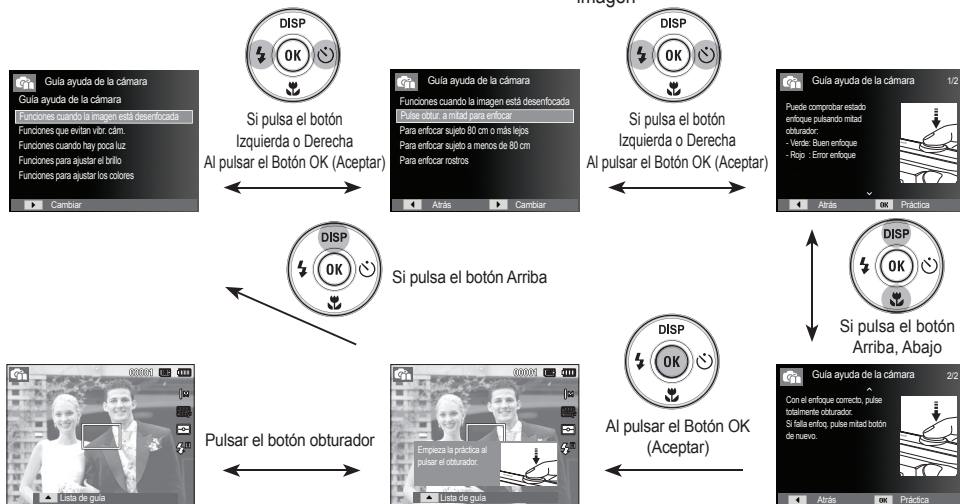 imagen
DISP
OK
DISP
OK
Guía ayuda de la cámara
Guía ayuda de la cámara
Funciones cuando la imagen está desenfocada
Funciones que evitan vibr. cám.
Funciones cuando hay poca luz
Funciones para ajustar el brillo
Funciones para ajustar los colores
Cambiar
Si pulsa el botón
Izquierda o Derecha
Al pulsar el Botón OK (Aceptar)
Guía ayuda de la cámara
Funciones cuando la imagen está desenfocada
Pulse obtur. a mitad para enfocar
Para enfocar sujeto 80 cm o más lejos
Para enfocar sujeto a menos de 80 cm
Para enfocar rostros
Atrás
Cambiar
Si pulsa el botón
Izquierda o Derecha
Al pulsar el Botón OK (Aceptar)
Guía ayuda de la cámara 1/2
Puede comprobar estado
enfoque pulsando mitad
obturador:
- Verde: Buen enfoque
- Rojo : Error enfoque
Atrás
OK Práctica
DISP
OK
Si pulsa el botón Arriba
DISP
OK
Si pulsa el botón
Arriba, Abajo
00001
Lista de guía
Pulsar el botón obturador
00001
Empieza la práctica al
pulsar el obturador.
Lista de guía
DISP
OK
Al pulsar el Botón OK
(Aceptar)
Guía ayuda de la cámara 2/2
Con el enfoque correcto, pulse
totalmente obturador.
Si falla enfoq, pulse mitad botón
de nuevo.
Atrás
OK Práctica